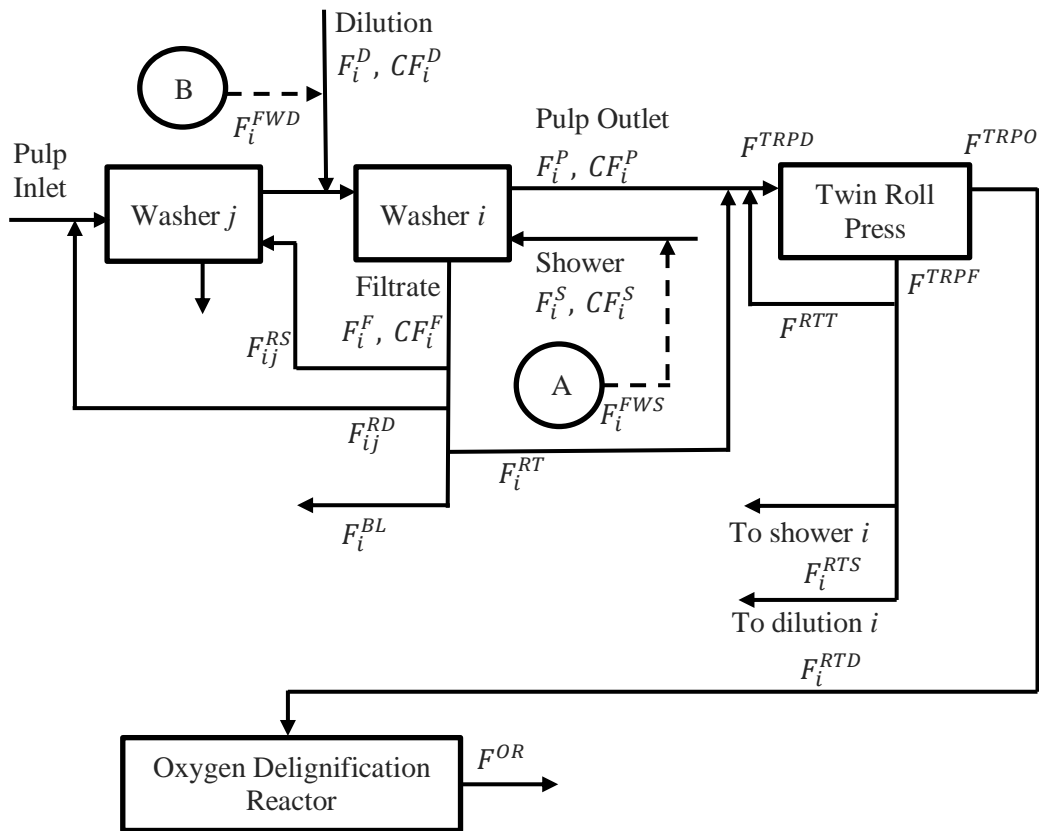 Dilution
F_i^D, CF_i^D
B
F_i^{FWD}
Pulp Outlet
F_i^P, CF_i^P
F^{TRPD}
F^{TRPO}
Pulp
Inlet
Washer j
Washer i
Twin Roll
Press
Shower
F_i^S, CF_i^S
Filtrate
F_i^F, CF_i^F
F^{TRPF}
F^{RTT}
F_{ij}^{RS}
A
F_i^{FWS}
F_{ij}^{RD}
F_i^{RT}
F_i^{BL}
To shower i
F_i^{RTS}
To dilution i
F_i^{RTD}
Oxygen Delignification
Reactor
F^{OR}